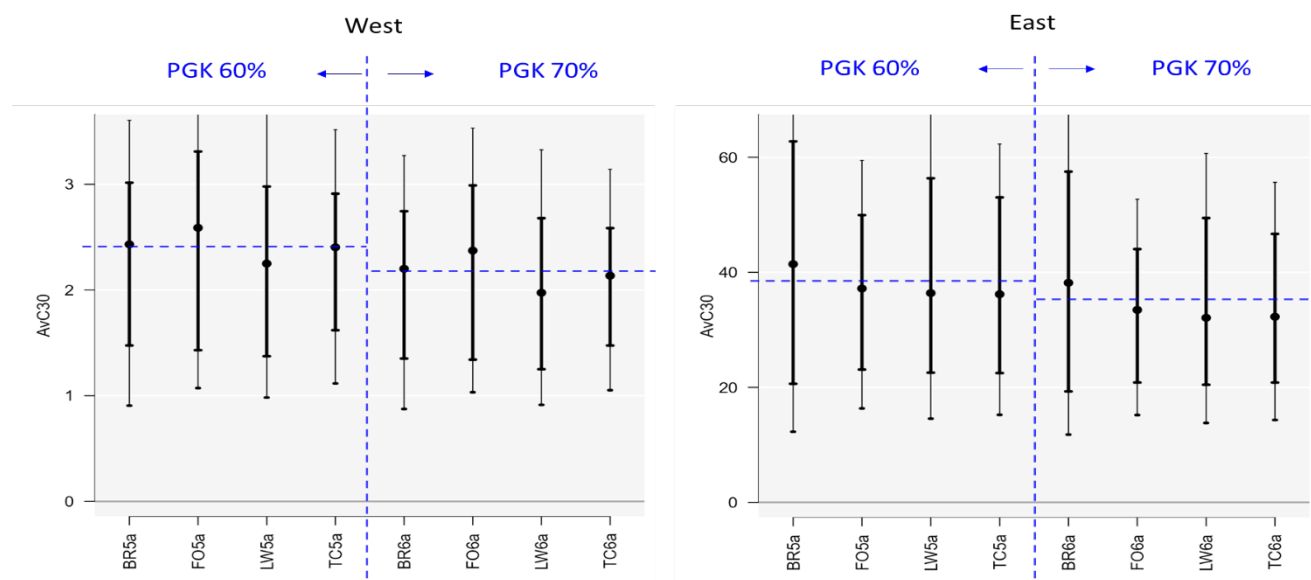 West
PGK 60%
PGK 70%
AvC30
3
2
1
0
BR5a
FO5a
LW5a
TC5a
BR6a
FO6a
LW6a
TC6a
East
PGK 60%
PGK 70%
AvC30
60
40
20
0
BR5a
FO5a
LW5a
TC5a
BR6a
FO6a
LW6a
TC6a